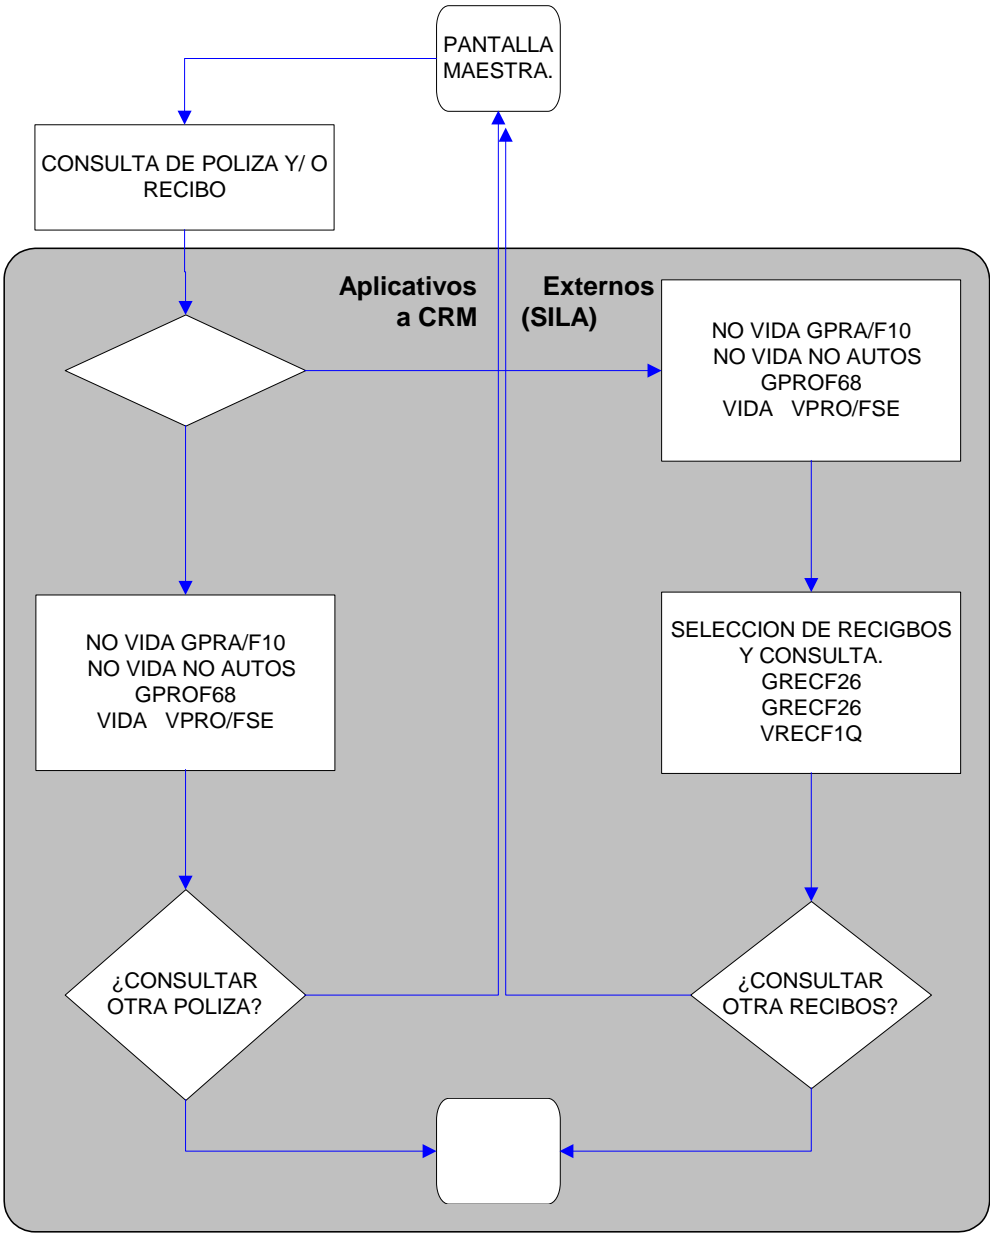 PANTALLA
MAESTRA.
CONSULTA DE POLIZA Y/ O
RECIBO
Aplicativos Externos
a CRM (SILA)
NO VIDA GPRA/F10
NO VIDA NO AUTOS
GPROF68
VIDA VPRO/FSE
NO VIDA GPRA/F10
NO VIDA NO AUTOS
GPROF68
VIDA VPRO/FSE
SELECCION DE RECIGBOS
Y CONSULTA.
GRECF26
GRECF26
VRECF1Q
¿CONSULTAR
OTRA POLIZA?
¿CONSULTAR
OTRA RECIBOS?